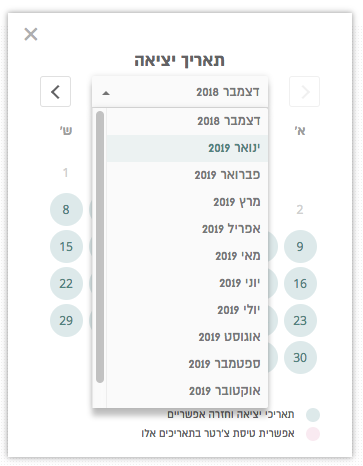 תאריך יציאה
דצמבר 2018
א' ש'
דצמבר 2018
ינואר 2019
פברואר 2019
מרץ 2019
אפריל 2019
מאי 2019
יוני 2019
יולי 2019
אוגוסט 2019
ספטמבר 2019
אוקטובר 2019
1
2 8
9 15
16 22
23 29
30
תאריכי יציאה וחזרה אפשריים
אפשרית טיסת צ'רטר בתאריכים אלו